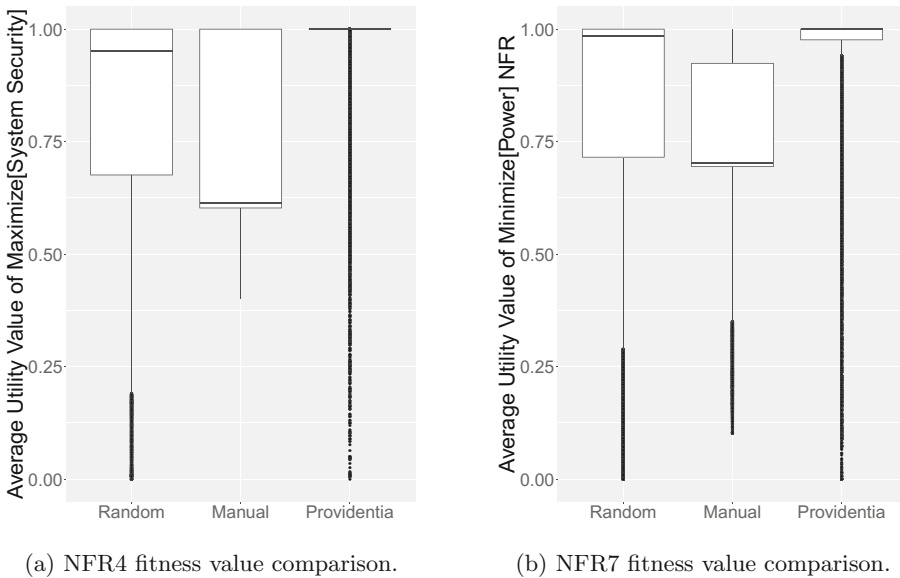 Average Utility Value of Maximize[System Security]
1.00
0.75
0.50
0.25
0.00
Random Manual Providentia
(a) NFR4 fitness value comparison.
Average Utility Value of Minimize[Power] NFR
1.00
0.75
0.50
0.25
0.00
Random Manual Providentia
(b) NFR7 fitness value comparison.